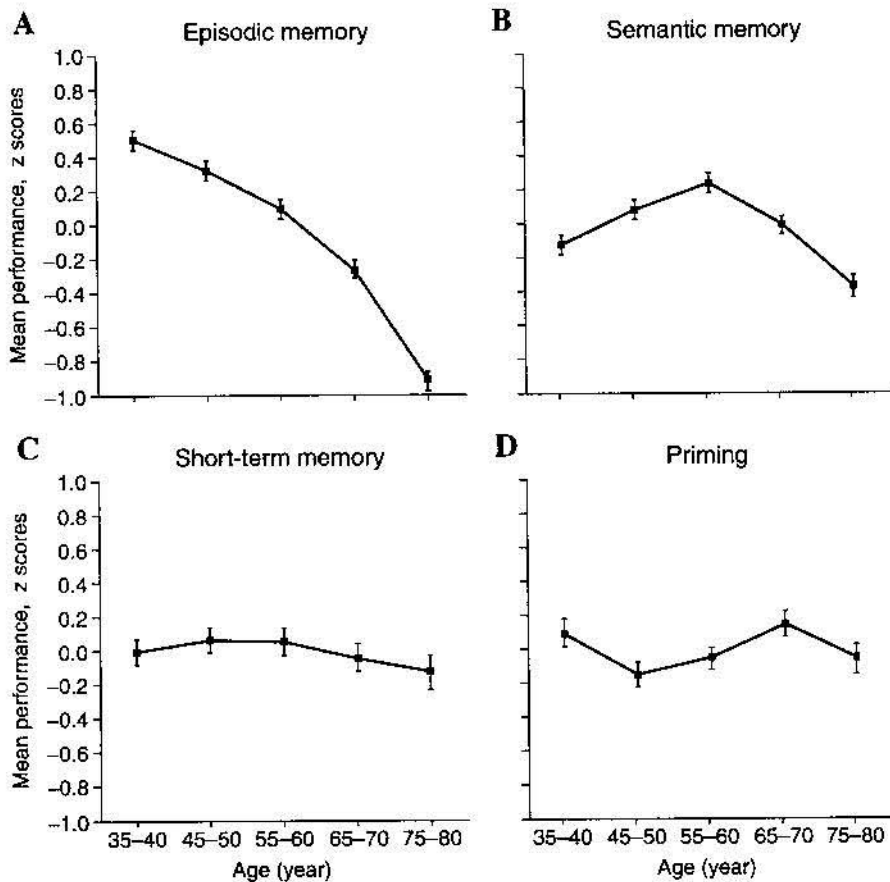 A
Episodic memory
Mean performance, z scores
1.0
0.8
0.6
0.4
0.2
0.0
−0.2
−0.4
−0.6
−0.8
−1.0
B
Semantic memory
C
Short-term memory
Mean performance, z scores
1.0
0.8
0.6
0.4
0.2
0.0
−0.2
−0.4
−0.6
−0.8
−1.0
35–40 45–50 55–60 65–70 75–80
Age (year)
D
Priming
35–40 45–50 55–60 65–70 75–80
Age (year)